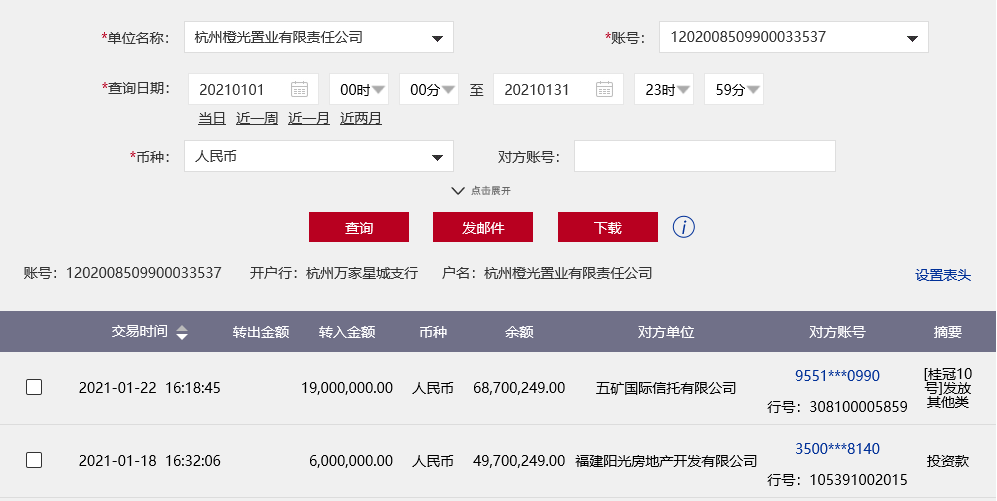 *单位名称： 杭州橙光置业有限责任公司 *账号： 1202008509900033537
*查询日期： 20210101 00时 00分 至 20210131 23时 59分
当日 近一周 近一月 近两月
*币种： 人民币 对方账号：
点击展开
查询 发邮件 下载 i
账号：1202008509900033537 开户行：杭州万家星城支行 户名：杭州橙光置业有限责任公司 设置表头
交易时间 转出金额 转入金额 币种 余额 对方单位 对方账号 摘要
2021-01-22 16:18:45 19,000,000.00 人民币 68,700,249.00 五矿国际信托有限公司 9551***0990 行号：308100005859 [桂冠10号]发放其他类
2021-01-18 16:32:06 6,000,000.00 人民币 49,700,249.00 福建阳光房地产开发有限公司 3500***8140 行号：105391002015 投资款